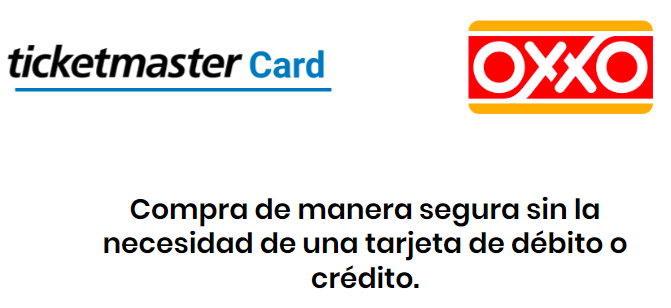 ticketmaster Card
OXXO
Compra de manera segura sin la
necesidad de una tarjeta de débito o
crédito.